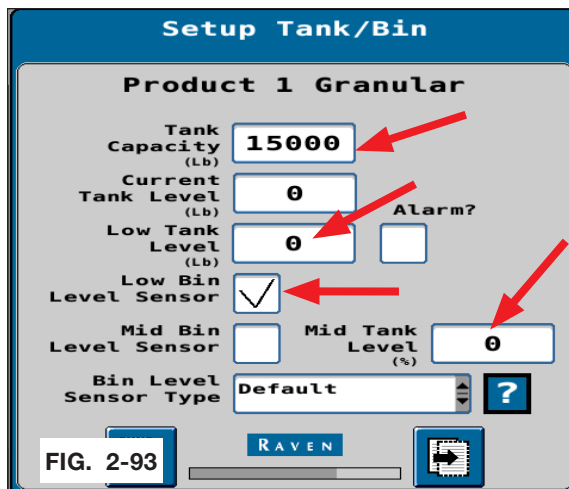 Setup Tank/Bin
Product 1 Granular
Tank
Capacity
(Lb)
15000
Current
Tank Level
(Lb)
0
Alarm?
Low Tank
Level
(Lb)
0
Low Bin
Level Sensor
Mid Bin
Level Sensor
Mid Tank
Level
(%)
0
Bin Level
Sensor Type
Default
?
RAVEN
FIG. 2-93